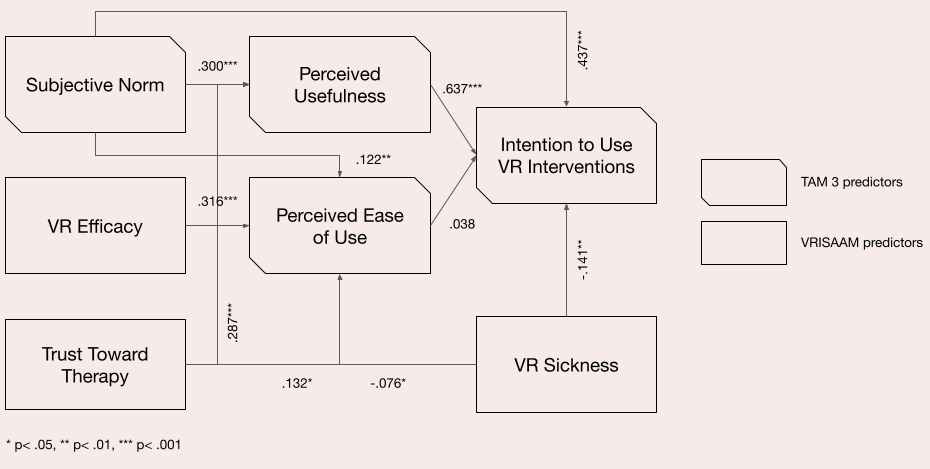 Subjective Norm
.300***
Perceived
Usefulness
.637***
.437***
Intention to Use
VR Interventions
.122**
VR Efficacy
.316***
Perceived Ease
of Use
.038
TAM 3 predictors
VRISAAM predictors
-.141**
.287***
Trust Toward
Therapy
.132*
-.076*
VR Sickness
* p< .05, ** p< .01, *** p< .001